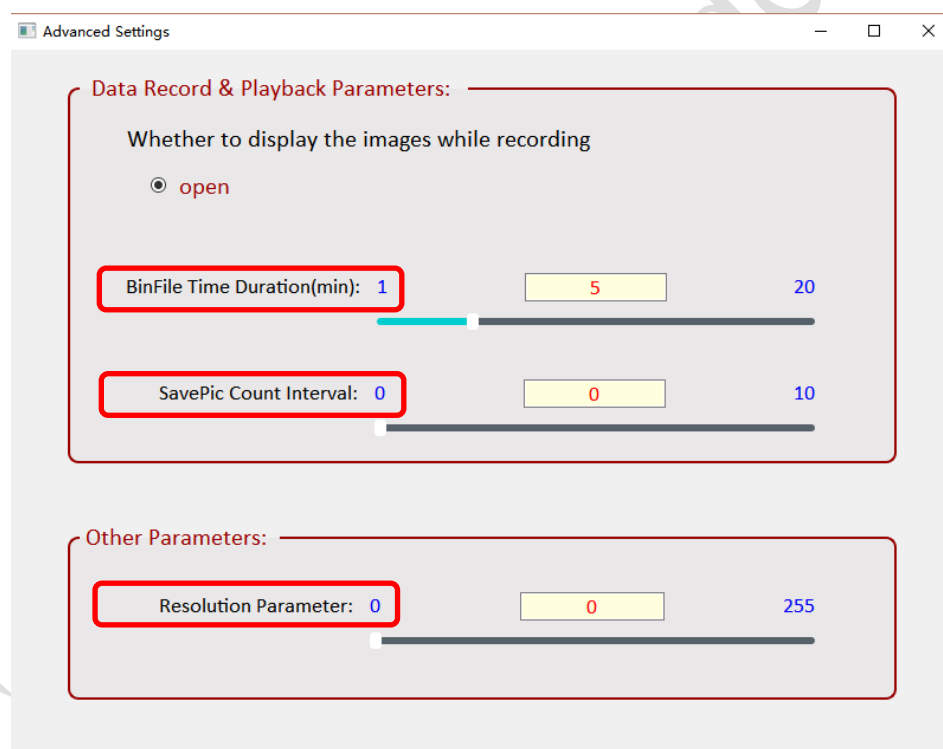 Advanced Settings
Data Record & Playback Parameters:
Whether to display the images while recording
open
BinFile Time Duration(min): 1 5 20
SavePic Count Interval: 0 0 10
Other Parameters:
Resolution Parameter: 0 0 255